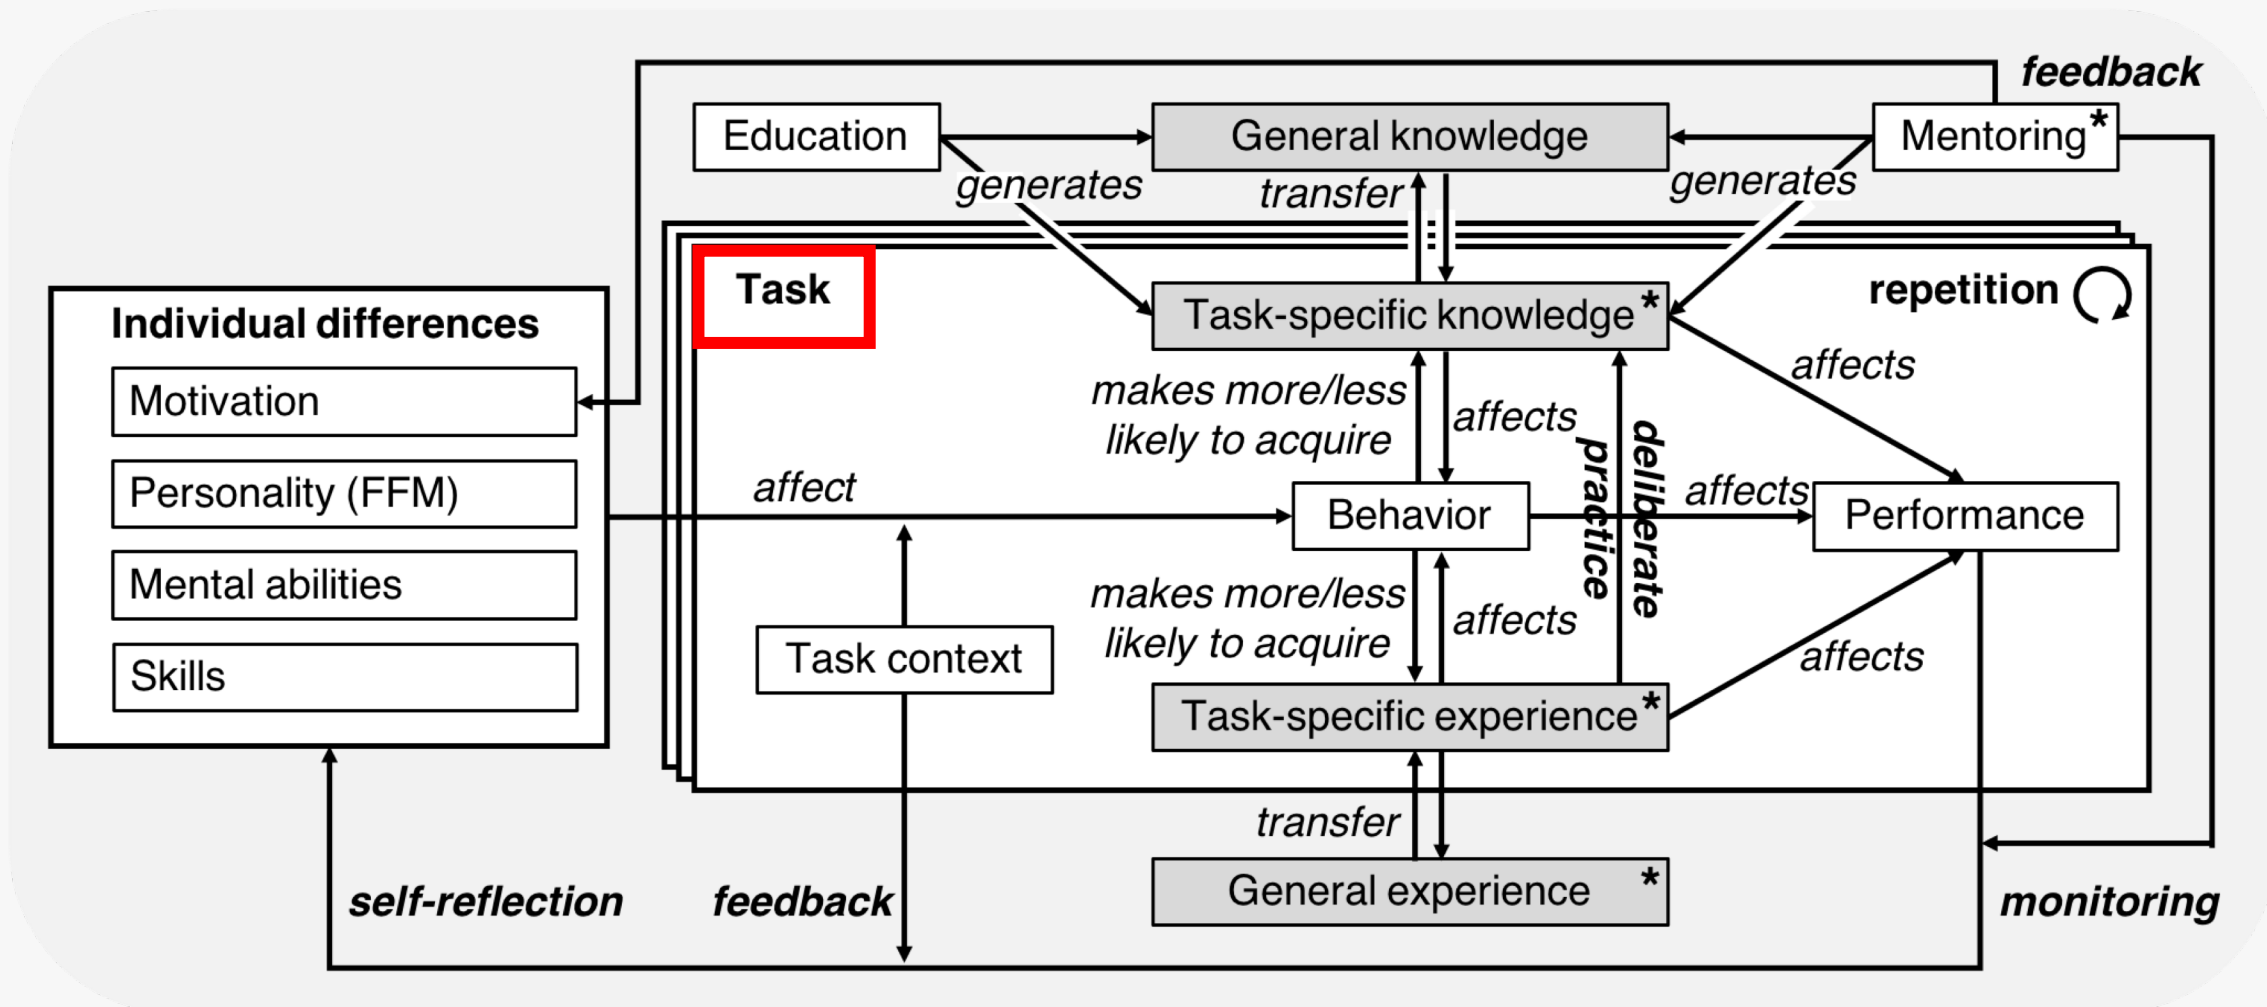 feedback
Education
General knowledge
Mentoring*
generates
transfer
generates
Task
repetition
Task-specific knowledge*
Individual differences
Motivation
Personality (FFM)
Mental abilities
Skills
affects
makes more/less
likely to acquire
affects
deliberate
practice
affect
Behavior
affects
Performance
makes more/less
likely to acquire
affects
Task context
affects
Task-specific experience*
transfer
General experience *
self-reflection
feedback
monitoring